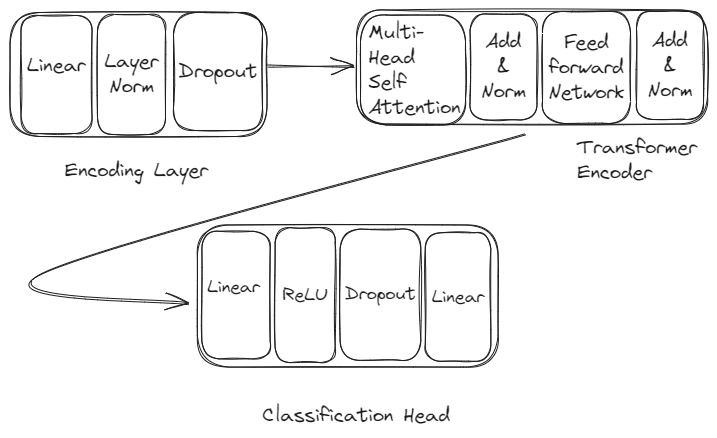 Linear
Layer
Norm
Dropout
Encoding Layer
Multi-
Head
Self
Attention
Add
&
Norm
Feed
forward
Network
Add
&
Norm
Transformer
Encoder
Linear
ReLU
Dropout
Linear
Classification Head